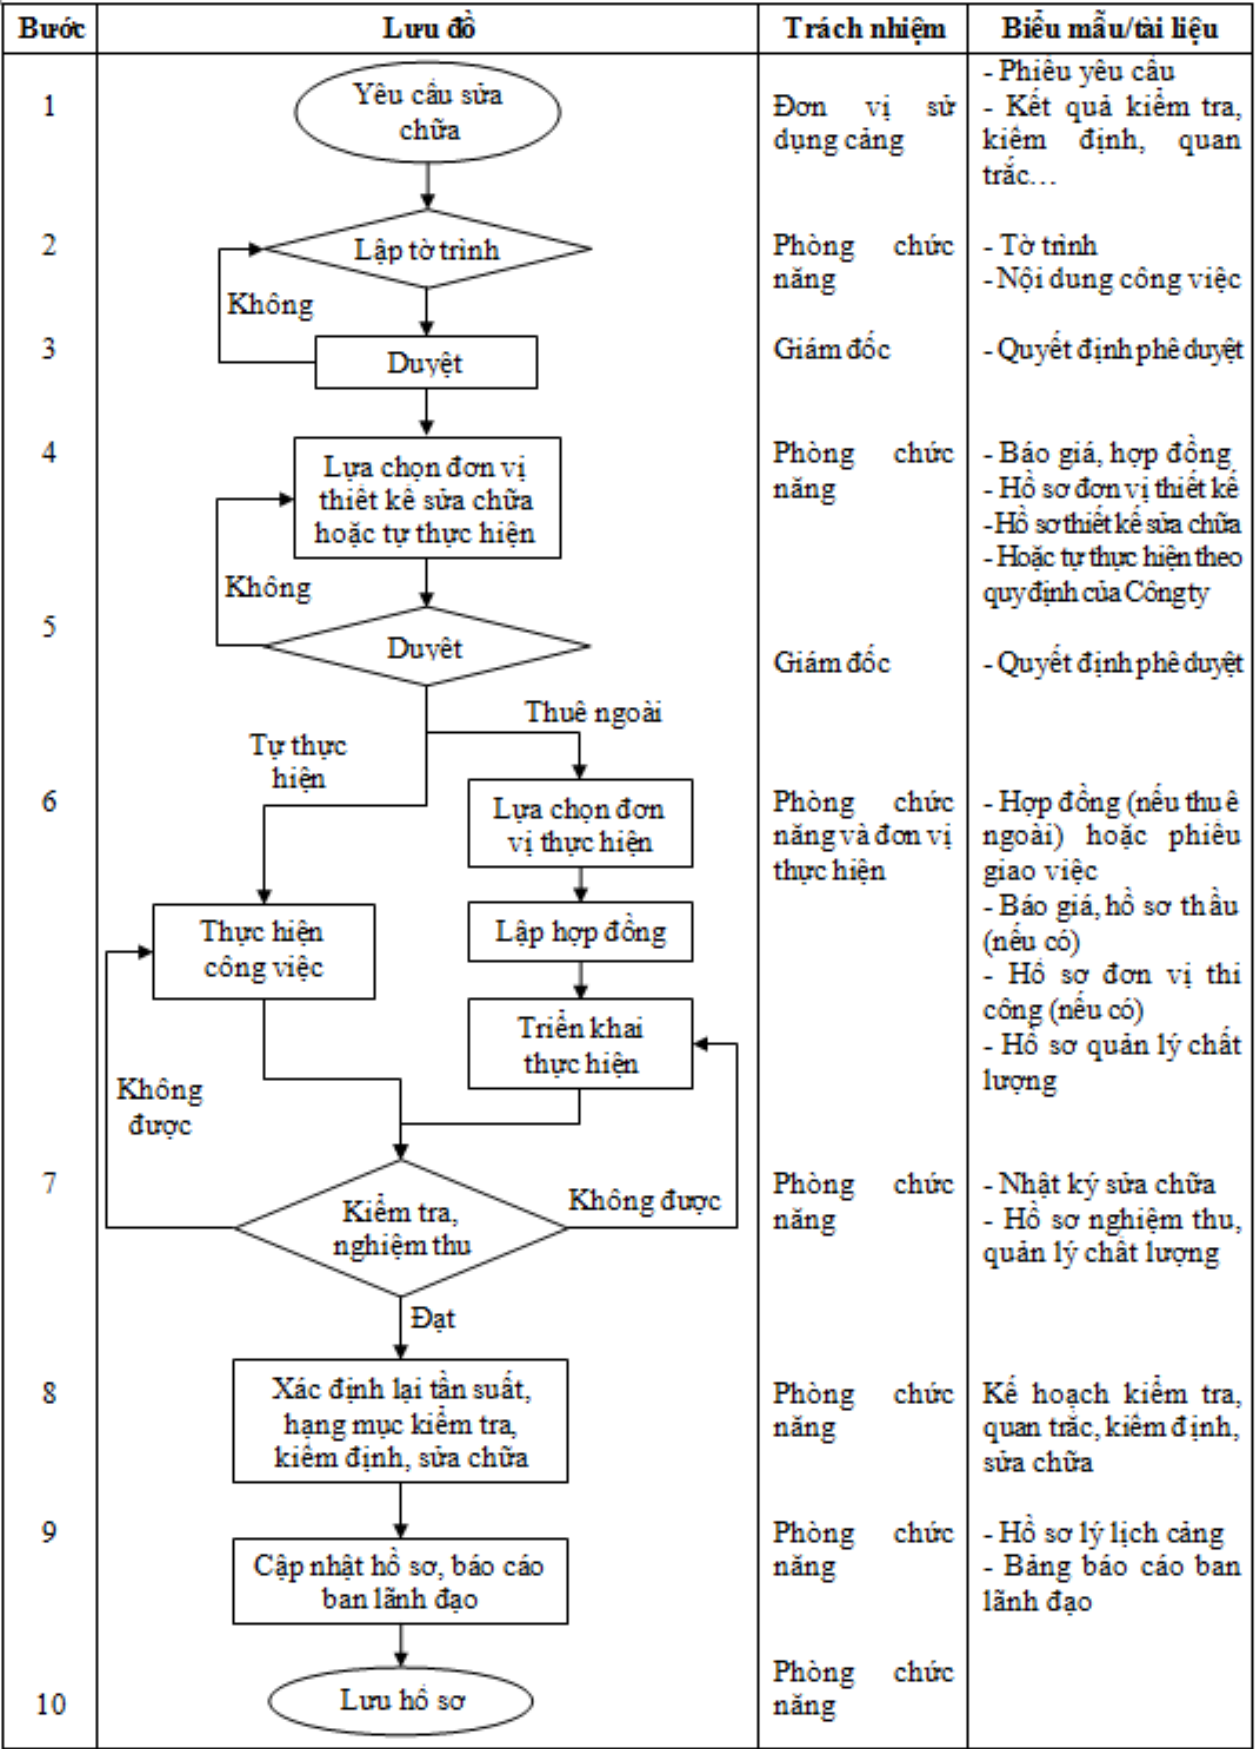 Bước
Lưu đồ
Trách nhiệm
Biểu mẫu/tài liệu
1
Yêu cầu sửa
chữa
Đơn vị sử
dụng cảng
- Phiếu yêu cầu
- Kết quả kiểm tra,
kiểm định, quan
trắc…
2
Lập tờ trình
Phòng chức
năng
- Tờ trình
- Nội dung công việc
Không
3
Duyệt
Giám đốc
- Quyết định phê duyệt
4
Lựa chọn đơn vị
thiết kế sửa chữa
hoặc tự thực hiện
Phòng chức
năng
- Báo giá, hợp đồng
- Hồ sơ đơn vị thiết kế
- Hồ sơ thiết kế sửa chữa
- Hoặc tự thực hiện theo
quy định của Công ty
Không
5
Duyệt
Giám đốc
- Quyết định phê duyệt
Thuê ngoài
Tự thực
hiện
6
Lựa chọn đơn
vị thực hiện
Phòng chức
năng và đơn vị
thực hiện
- Hợp đồng (nếu thuê
ngoài) hoặc phiếu
giao việc
- Báo giá, hồ sơ thầu
(nếu có)
- Hồ sơ đơn vị thi
công (nếu có)
- Hồ sơ quản lý chất
lượng
Lập hợp đồng
Thực hiện
công việc
Triển khai
thực hiện
Không
được
7
Kiểm tra,
nghiệm thu
Không được
Phòng chức
năng
- Nhật ký sửa chữa
- Hồ sơ nghiệm thu,
quản lý chất lượng
Đạt
8
Xác định lại tần suất,
hạng mục kiểm tra,
kiểm định, sửa chữa
Phòng chức
năng
Kế hoạch kiểm tra,
quan trắc, kiểm định,
sửa chữa
9
Cập nhật hồ sơ, báo cáo
ban lãnh đạo
Phòng chức
năng
- Hồ sơ lý lịch cảng
- Bảng báo cáo ban
lãnh đạo
10
Lưu hồ sơ
Phòng chức
năng